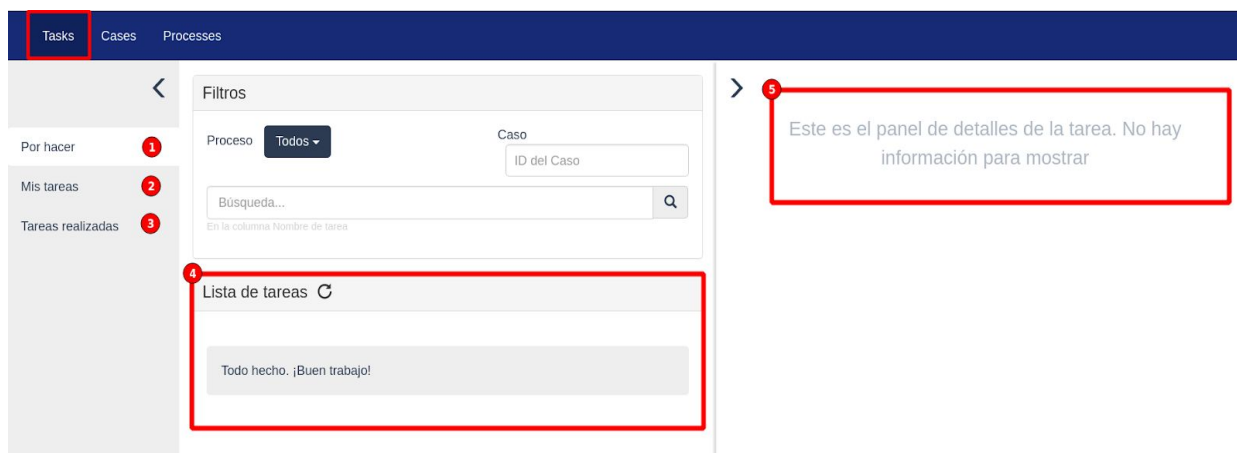 Tasks Cases Processes
Por hacer 1
Mis tareas 2
Tareas realizadas 3
Filtros
Proceso Todos
Caso
ID del Caso
Búsqueda...
En la columna Nombre de tarea
4
Lista de tareas
Todo hecho. ¡Buen trabajo!
5
Este es el panel de detalles de la tarea. No hay
información para mostrar